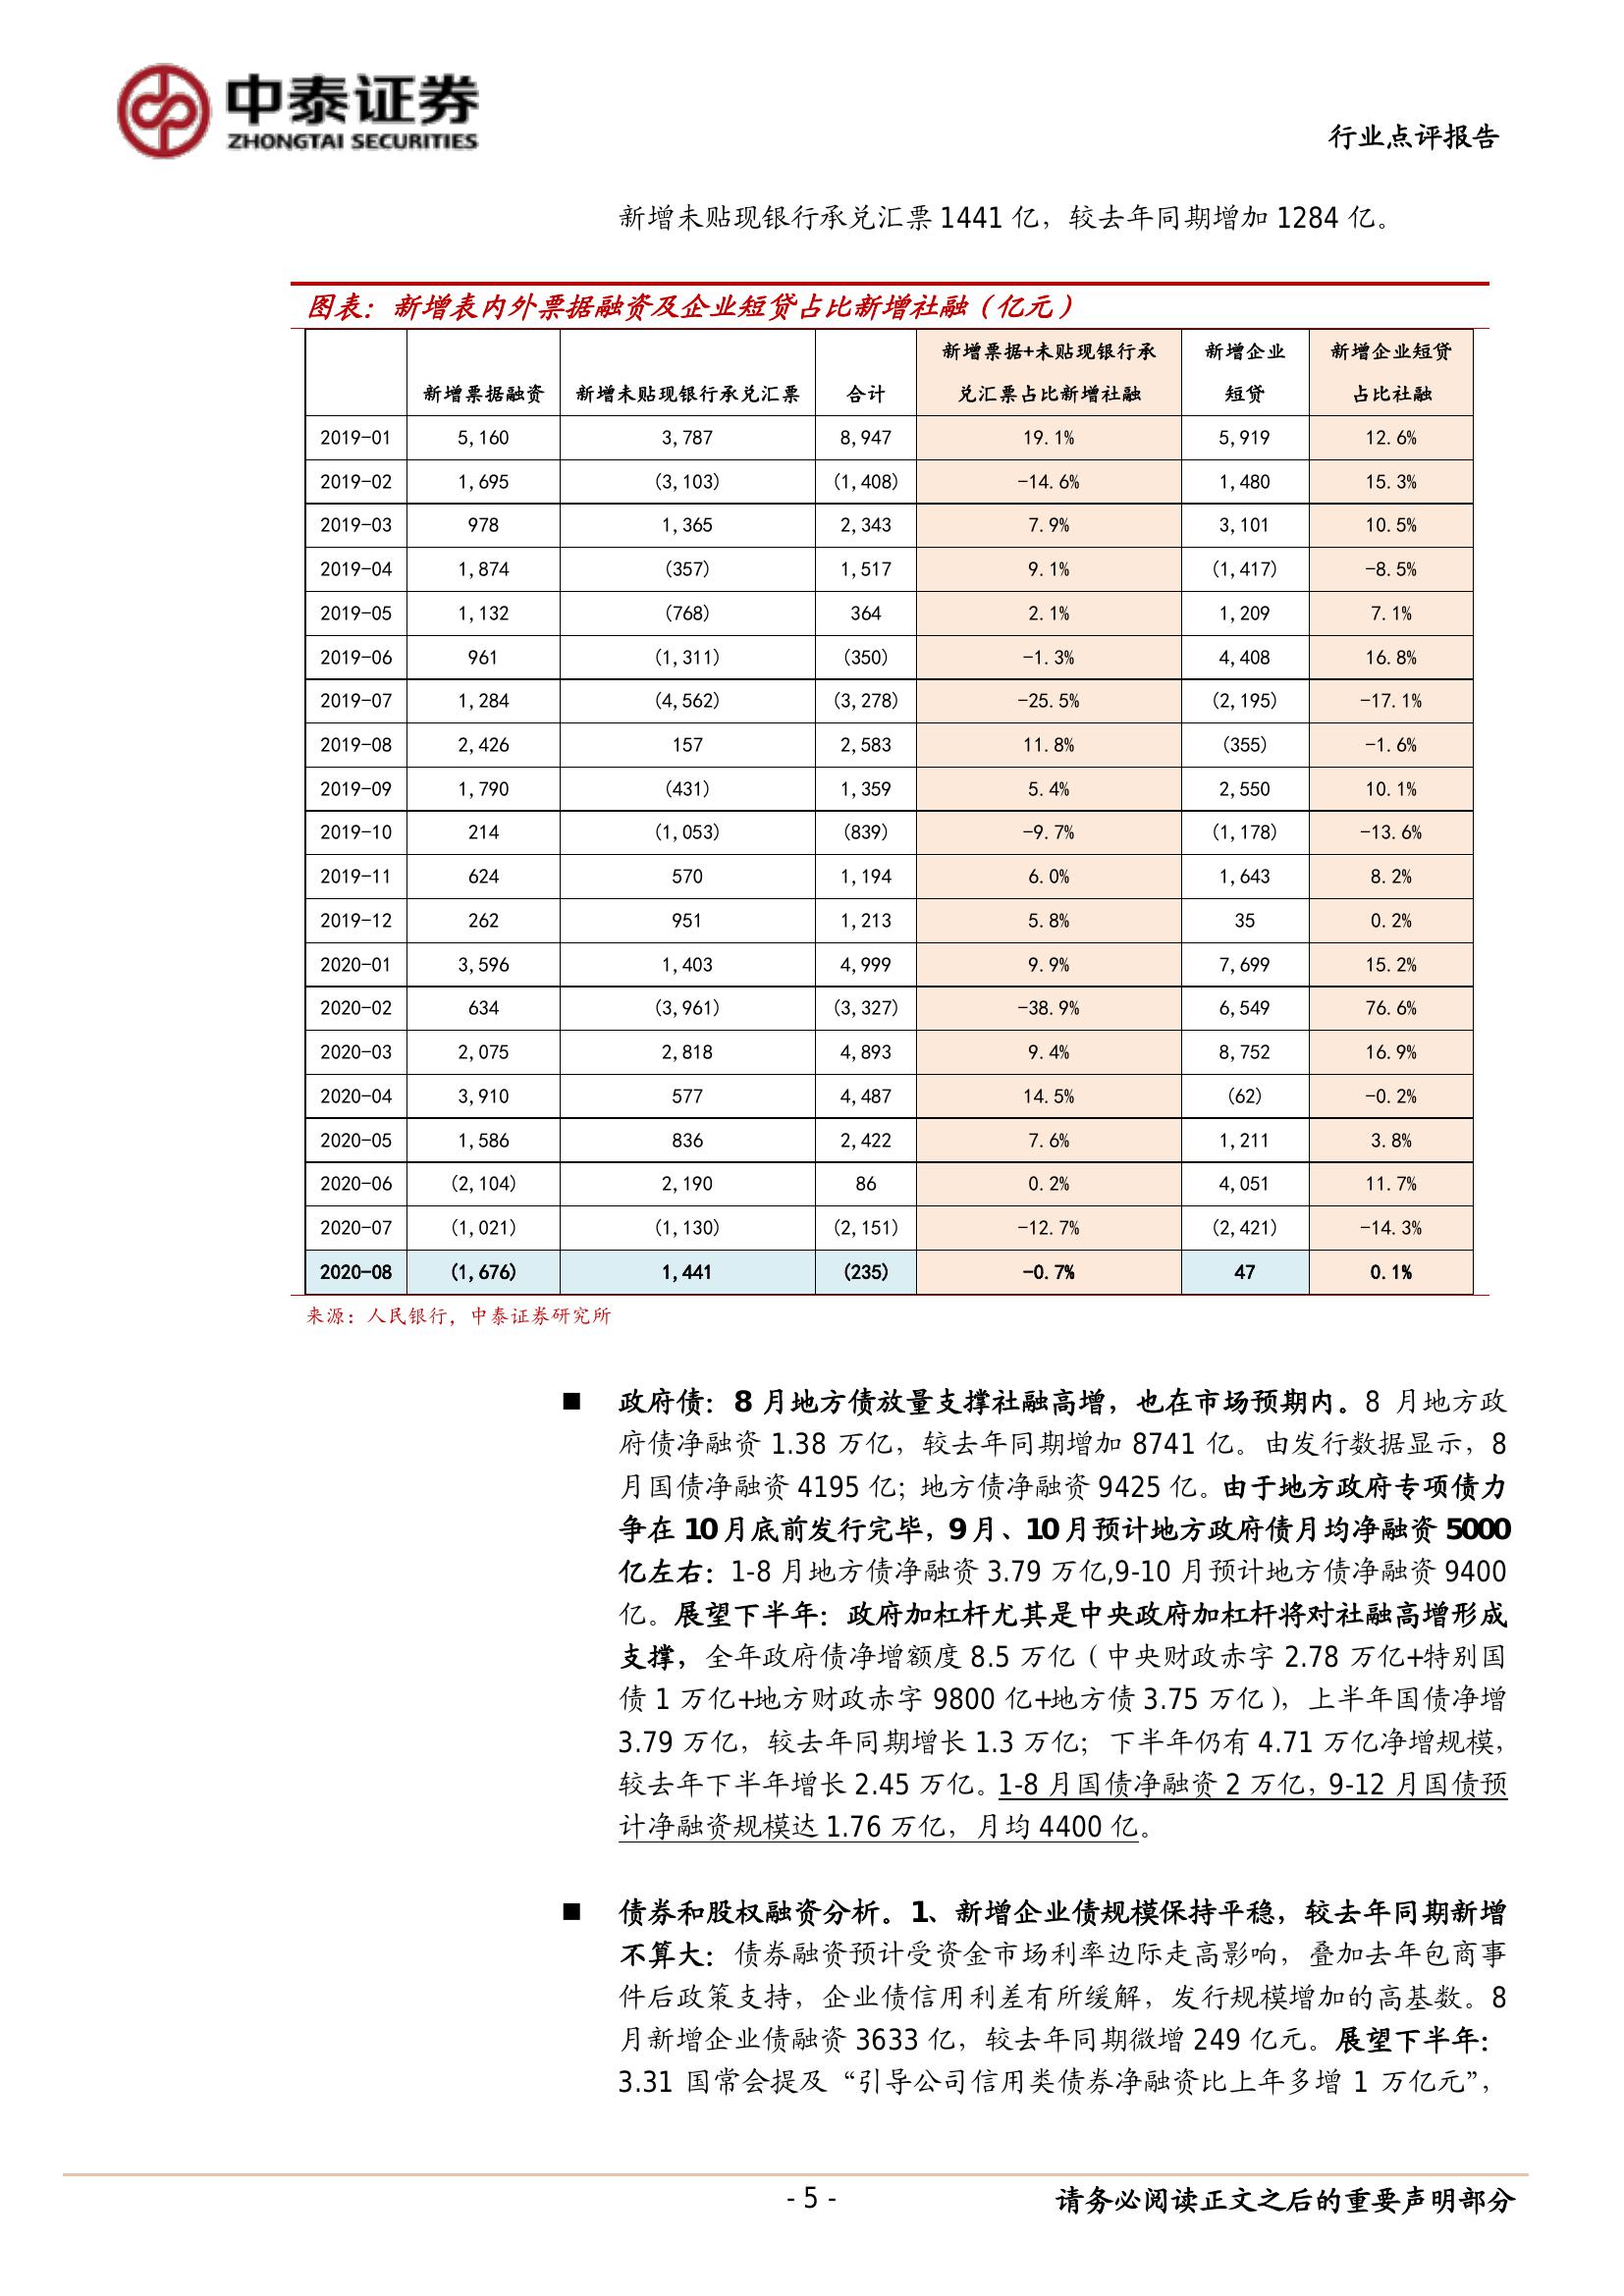 中泰证券
ZHONGTAI SECURITIES
行业点评报告
新增未贴现银行承兑汇票 1441 亿，较去年同期增加 1284 亿。
图表：新增表内外票据融资及企业短贷占比新增社融（亿元）
新增票据融资 新增未贴现银行承兑汇票 合计 新增票据+未贴现银行承兑汇票占比新增社融 新增企业短贷 新增企业短贷占比社融
2019-01 5,160 3,787 8,947 19.1% 5,919 12.6%
2019-02 1,695 (3,103) (1,408) -14.6% 1,480 15.3%
2019-03 978 1,365 2,343 7.9% 3,101 10.5%
2019-04 1,874 (357) 1,517 9.1% (1,417) -8.5%
2019-05 1,132 (768) 364 2.1% 1,209 7.1%
2019-06 961 (1,311) (350) -1.3% 4,408 16.8%
2019-07 1,284 (4,562) (3,278) -25.5% (2,195) -17.1%
2019-08 2,426 157 2,583 11.8% (355) -1.6%
2019-09 1,790 (431) 1,359 5.4% 2,550 10.1%
2019-10 214 (1,053) (839) -9.7% (1,178) -13.6%
2019-11 624 570 1,194 6.0% 1,643 8.2%
2019-12 262 951 1,213 5.8% 35 0.2%
2020-01 3,596 1,403 4,999 9.9% 7,699 15.2%
2020-02 634 (3,961) (3,327) -38.9% 6,549 76.6%
2020-03 2,075 2,818 4,893 9.4% 8,752 16.9%
2020-04 3,910 577 4,487 14.5% (62) -0.2%
2020-05 1,586 836 2,422 7.6% 1,211 3.8%
2020-06 (2,104) 2,190 86 0.2% 4,051 11.7%
2020-07 (1,021) (1,130) (2,151) -12.7% (2,421) -14.3%
2020-08 (1,676) 1,441 (235) -0.7% 47 0.1%
来源：人民银行，中泰证券研究所
■ 政府债：8 月地方债放量支撑社融高增，也在市场预期内。8 月地方政
府债净融资 1.38 万亿，较去年同期增加 8741 亿。由发行数据显示，8
月国债净融资 4195 亿；地方债净融资 9425 亿。由于地方政府专项债力
争在 10 月底前发行完毕，9 月、10 月预计地方政府债月均净融资 5000
亿左右：1-8 月地方债净融资 3.79 万亿,9-10 月预计地方债净融资 9400
亿。展望下半年：政府加杠杆尤其是中央政府加杠杆将对社融高增形成
支撑，全年政府债净增额度 8.5 万亿（中央财政赤字 2.78 万亿+特别国
债 1 万亿+地方财政赤字 9800 亿+地方债 3.75 万亿），上半年国债净增
3.79 万亿，较去年同期增长 1.3 万亿；下半年仍有 4.71 万亿净增规模，
较去年下半年增长 2.45 万亿。1-8 月国债净融资 2 万亿，9-12 月国债预
计净融资规模达 1.76 万亿，月均 4400 亿。
■ 债券和股权融资分析。1、新增企业债规模保持平稳，较去年同期新增
不算大：债券融资预计受资金市场利率边际走高影响，叠加去年包商事
件后政策支持，企业债信用利差有所缓解，发行规模增加的高基数。8
月新增企业债融资 3633 亿，较去年同期微增 249 亿元。展望下半年：
3.31 国常会提及“引导公司信用类债券净融资比上年多增 1 万亿元”，
- 5 -
请务必阅读正文之后的重要声明部分